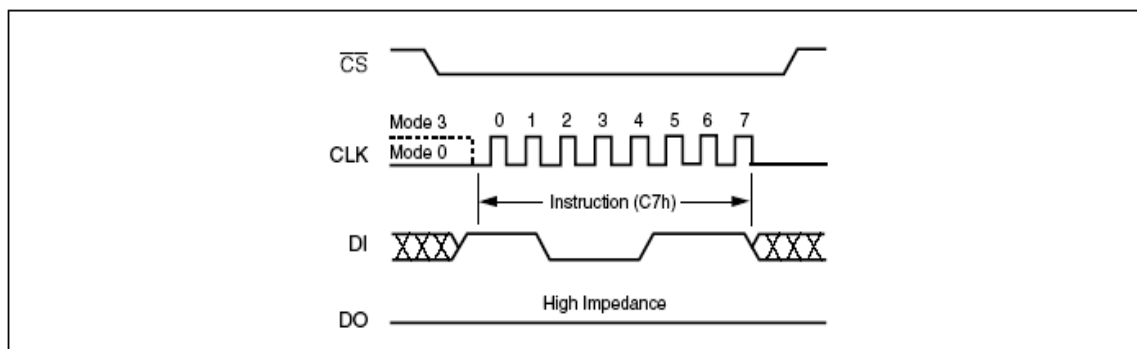 CS
Mode 3
0 1 2 3 4 5 6 7
CLK
Mode 0
Instruction (C7h)
DI
High Impedance
DO